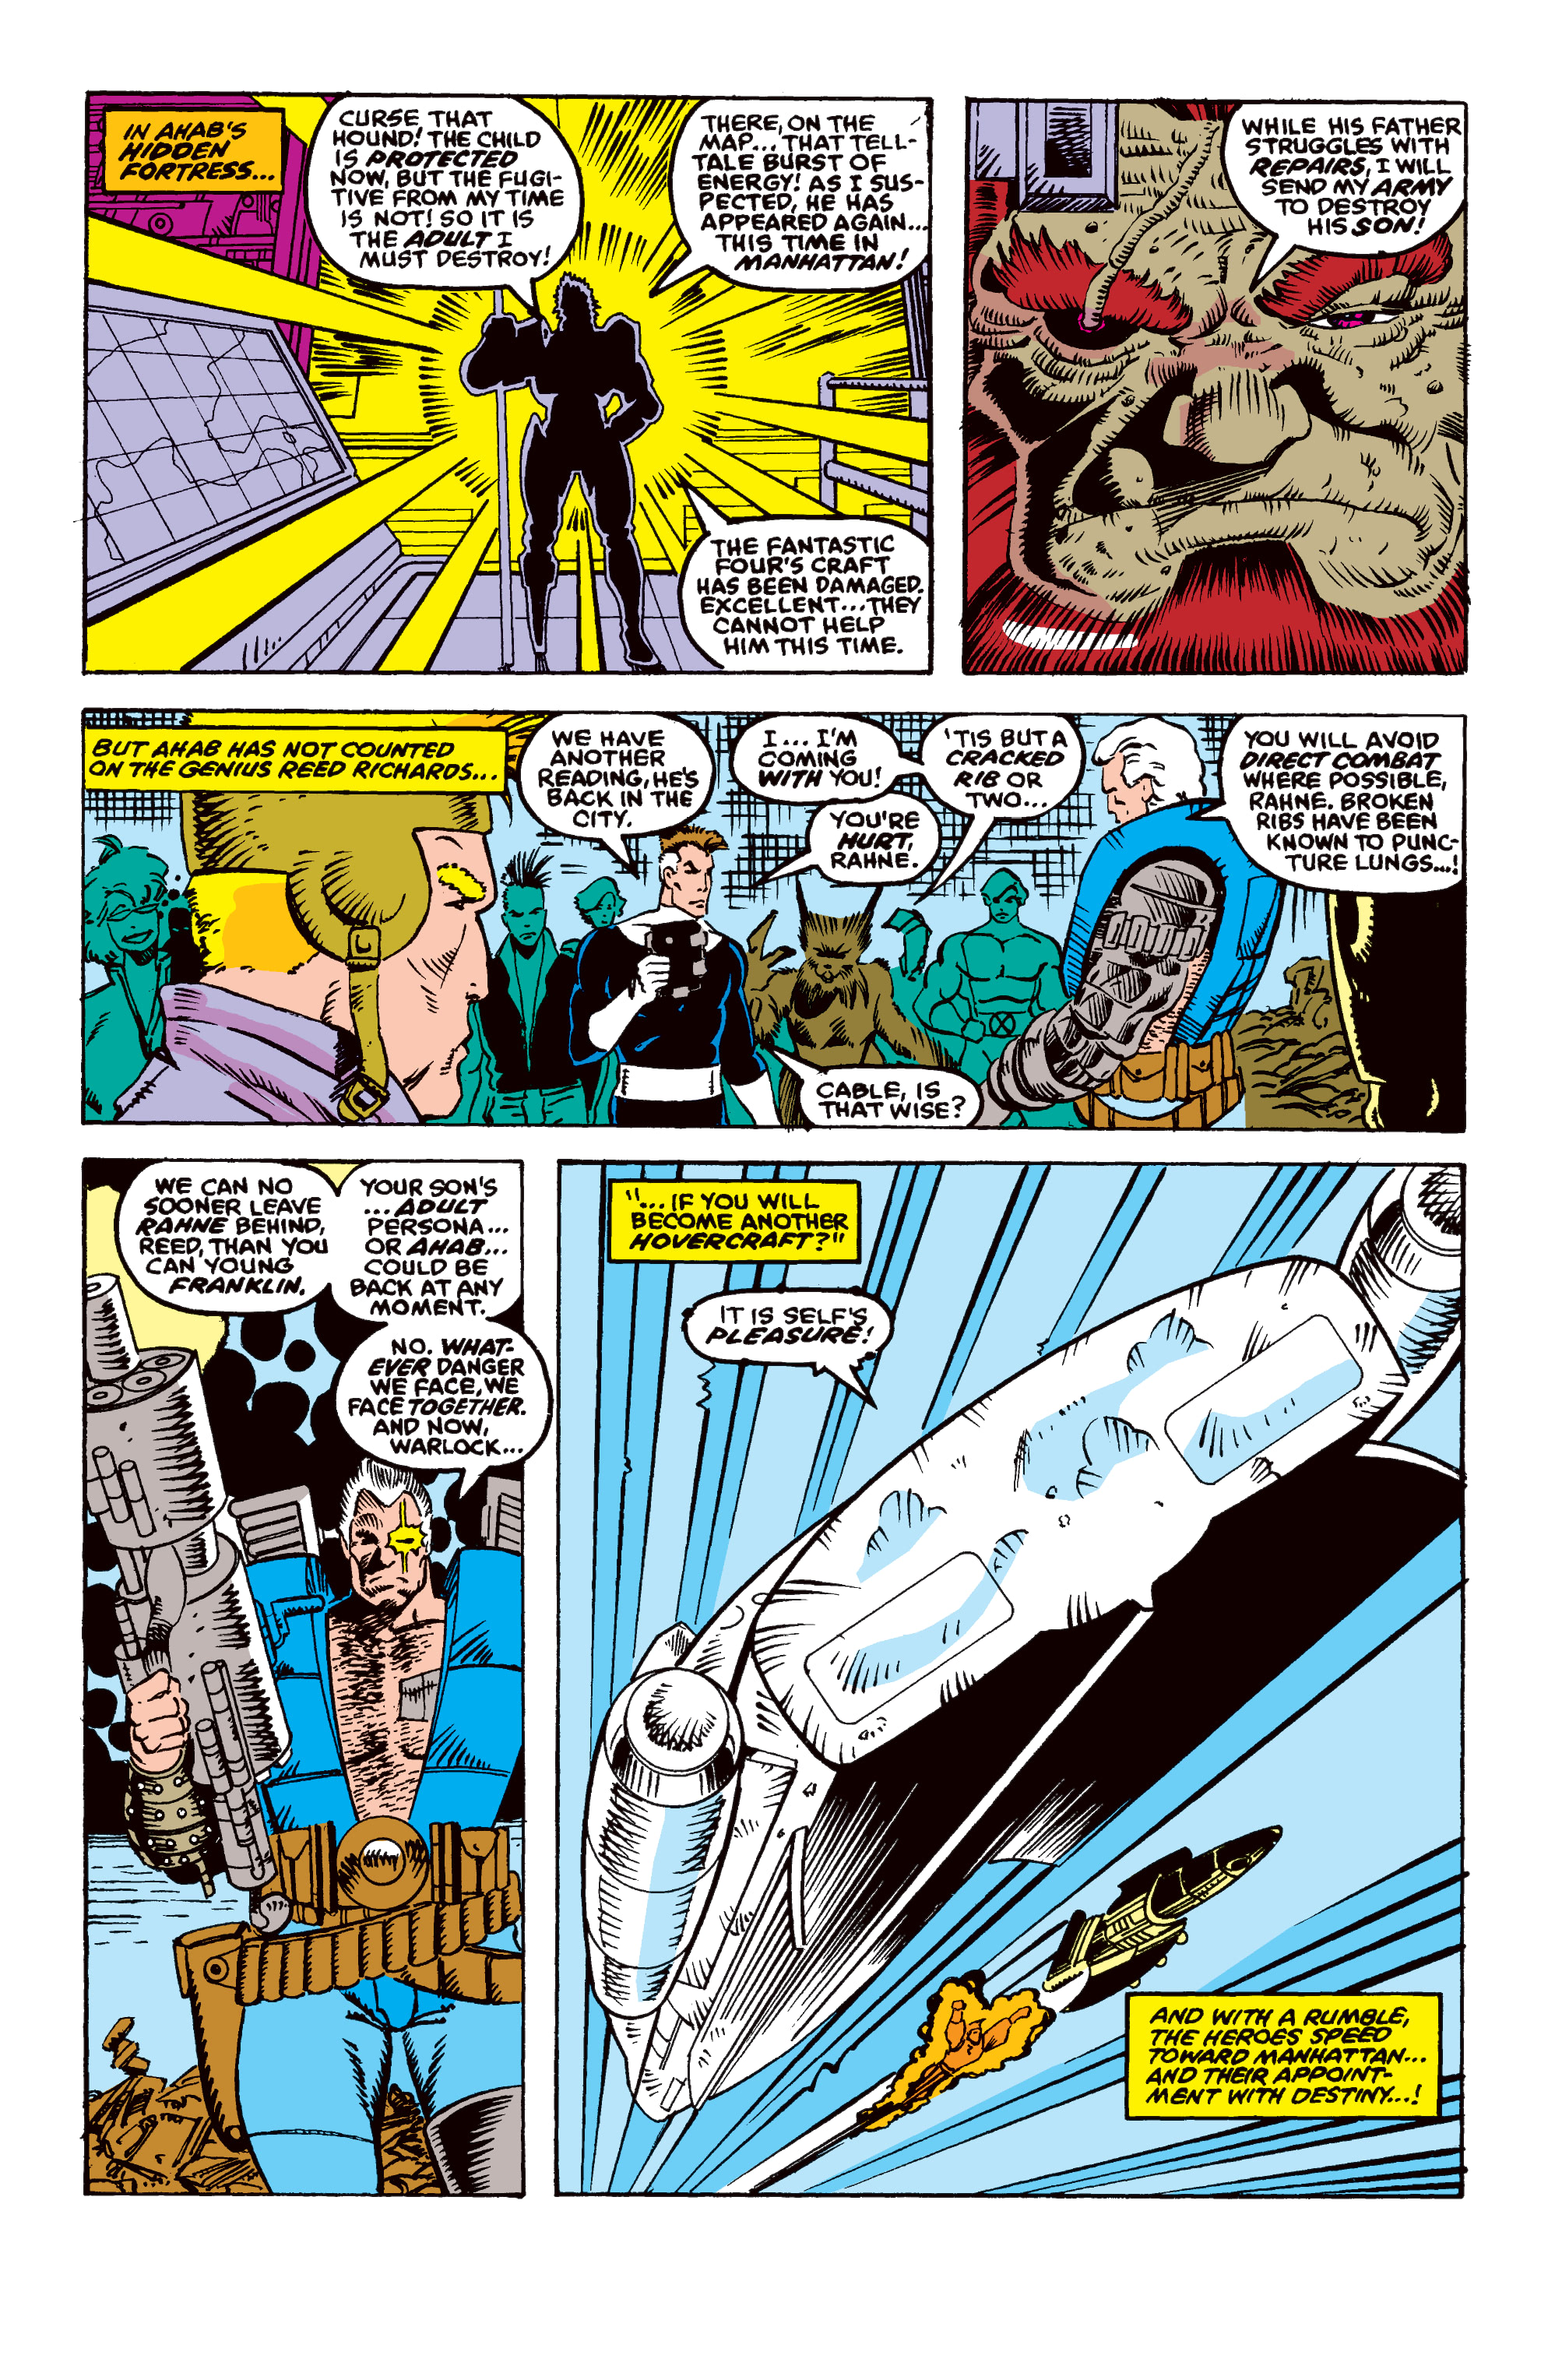 IN AHAB'S
HIDDEN
FORTRESS...
CURSE THAT
HOUND! THE CHILD
IS PROTECTED
NOW, BUT THE FUGI-
TIVE FROM MY TIME
IS NOT! SO IT IS
THE ADULT I
MUST DESTROY!
THERE, ON THE
MAP... THAT TELL-
TALE BURST OF
ENERGY! AS I SUS-
PECTED, HE HAS
APPEARED AGAIN...
THIS TIME IN
MANHATTAN!
THE FANTASTIC
FOUR'S CRAFT
HAS BEEN DAMAGED.
EXCELLENT... THEY
CANNOT HELP
HIM THIS TIME.
WHILE HIS FATHER
STRUGGLES WITH
REPAIRS, I WILL
SEND MY ARMY
TO DESTROY
HIS SON!
BUT AHAB HAS NOT COUNTED
ON THE GENIUS REED RICHARDS...
WE HAVE
ANOTHER
READING, HE'S
BACK IN THE
CITY.
I... I'M
COMING
WITH YOU!
YOU'RE
HURT,
RAHNE.
'TIS BUT A
CRACKED
RIB OR
TWO...
YOU WILL AVOID
DIRECT COMBAT
WHERE POSSIBLE,
RAHNE. BROKEN
RIBS HAVE BEEN
KNOWN TO PUNC-
TURE LUNGS...!
CABLE, IS
THAT WISE?
WE CAN NO
SOONER LEAVE
RAHNE BEHIND,
REED, THAN YOU
CAN YOUNG
FRANKLIN.
YOUR SON'S
...ADULT
PERSONA...
OR AHAB...
COULD BE
BACK AT ANY
MOMENT.
NO. WHAT-
EVER DANGER
WE FACE, WE
FACE TOGETHER.
AND NOW,
WARLOCK...
"...IF YOU WILL
BECOME ANOTHER
HOVERCRAFT?"
IT IS SELF'S
PLEASURE!
AND WITH A RUMBLE,
THE HEROES SPEED
TOWARD MANHATTAN...
AND THEIR APPOINT-
MENT WITH DESTINY...!